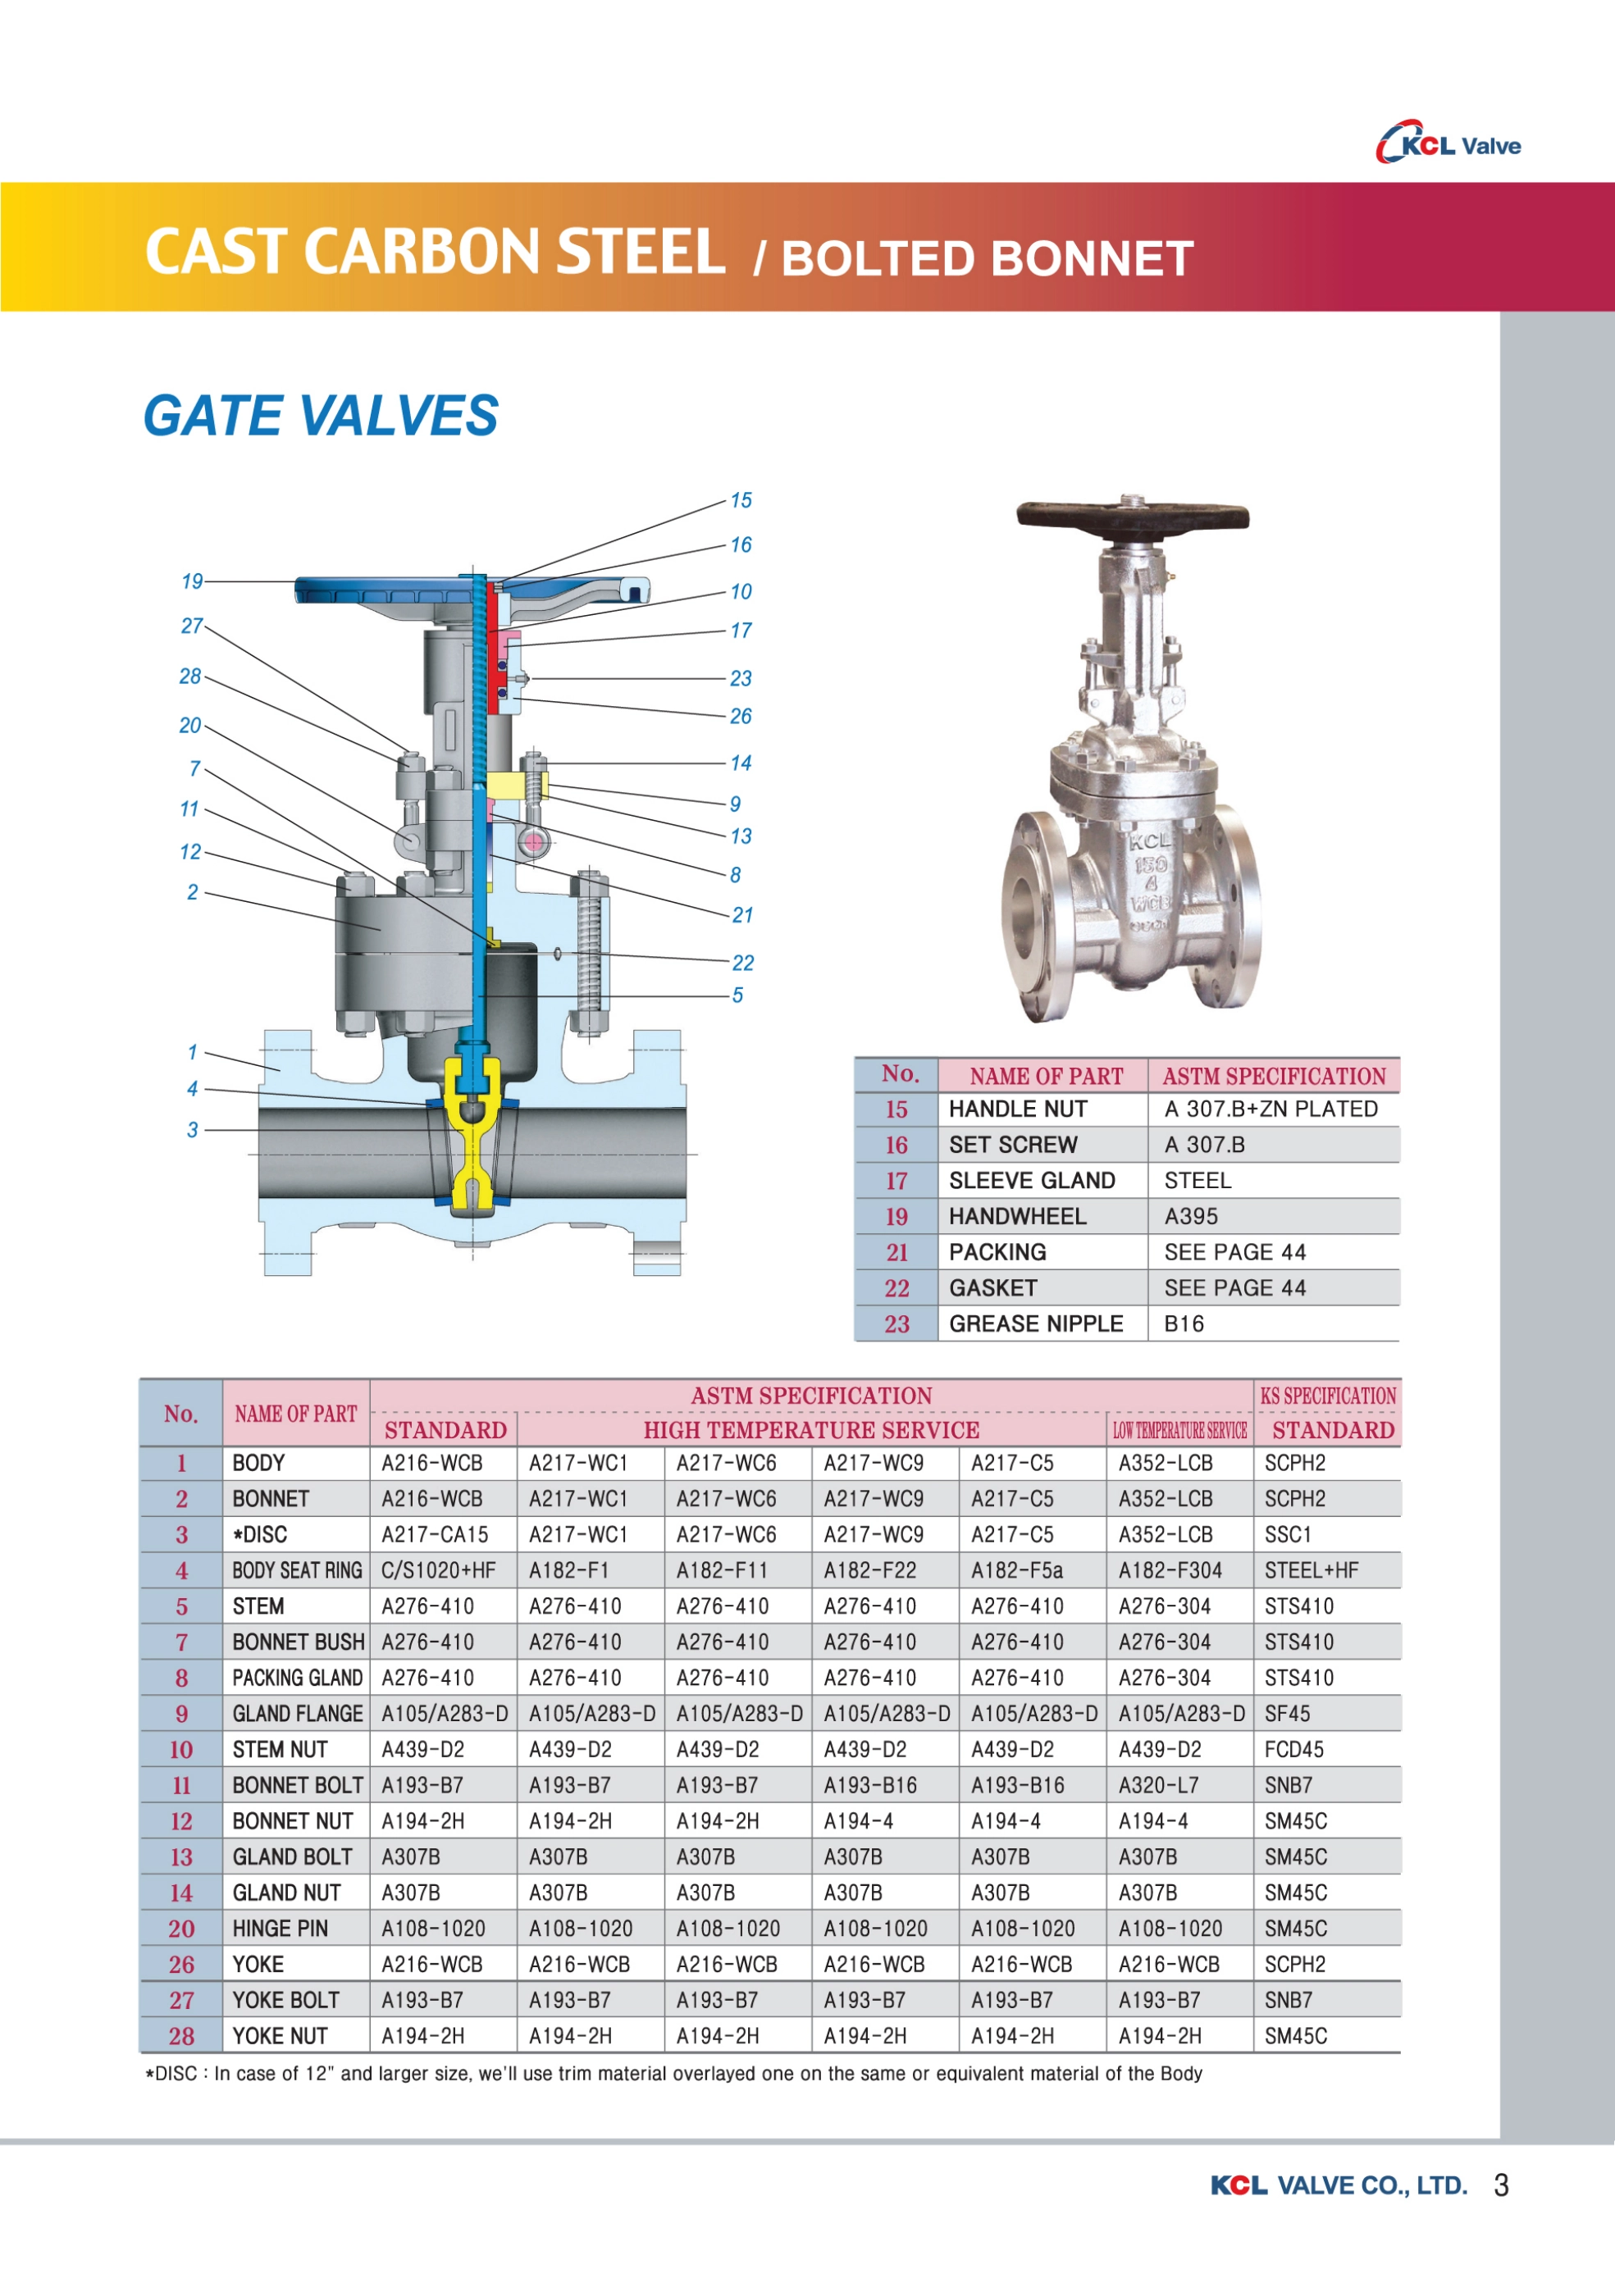 KCL Valve
CAST CARBON STEEL / BOLTED BONNET
GATE VALVES
15
16
10
17
23
26
14
9
13
8
21
22
5
19
27
28
20
7
11
12
2
1
4
3
KCL
150
4
WCB
No. NAME OF PART ASTM SPECIFICATION
15 HANDLE NUT A 307.B+ZN PLATED
16 SET SCREW A 307.B
17 SLEEVE GLAND STEEL
19 HANDWHEEL A395
21 PACKING SEE PAGE 44
22 GASKET SEE PAGE 44
23 GREASE NIPPLE B16
No. NAME OF PART ASTM SPECIFICATION KS SPECIFICATION
STANDARD HIGH TEMPERATURE SERVICE LOW TEMPERATURE SERVICE STANDARD
1 BODY A216-WCB A217-WC1 A217-WC6 A217-WC9 A217-C5 A352-LCB SCPH2
2 BONNET A216-WCB A217-WC1 A217-WC6 A217-WC9 A217-C5 A352-LCB SCPH2
3 *DISC A217-CA15 A217-WC1 A217-WC6 A217-WC9 A217-C5 A352-LCB SSC1
4 BODY SEAT RING C/S1020+HF A182-F1 A182-F11 A182-F22 A182-F5a A182-F304 STEEL+HF
5 STEM A276-410 A276-410 A276-410 A276-410 A276-410 A276-304 STS410
7 BONNET BUSH A276-410 A276-410 A276-410 A276-410 A276-410 A276-304 STS410
8 PACKING GLAND A276-410 A276-410 A276-410 A276-410 A276-410 A276-304 STS410
9 GLAND FLANGE A105/A283-D A105/A283-D A105/A283-D A105/A283-D A105/A283-D A105/A283-D SF45
10 STEM NUT A439-D2 A439-D2 A439-D2 A439-D2 A439-D2 A439-D2 FCD45
11 BONNET BOLT A193-B7 A193-B7 A193-B7 A193-B16 A193-B16 A320-L7 SNB7
12 BONNET NUT A194-2H A194-2H A194-2H A194-4 A194-4 A194-4 SM45C
13 GLAND BOLT A307B A307B A307B A307B A307B A307B SM45C
14 GLAND NUT A307B A307B A307B A307B A307B A307B SM45C
20 HINGE PIN A108-1020 A108-1020 A108-1020 A108-1020 A108-1020 A108-1020 SM45C
26 YOKE A216-WCB A216-WCB A216-WCB A216-WCB A216-WCB A216-WCB SCPH2
27 YOKE BOLT A193-B7 A193-B7 A193-B7 A193-B7 A193-B7 A193-B7 SNB7
28 YOKE NUT A194-2H A194-2H A194-2H A194-2H A194-2H A194-2H SM45C
*DISC : In case of 12" and larger size, we'll use trim material overlayed one on the same or equivalent material of the Body
KCL VALVE CO., LTD. 3